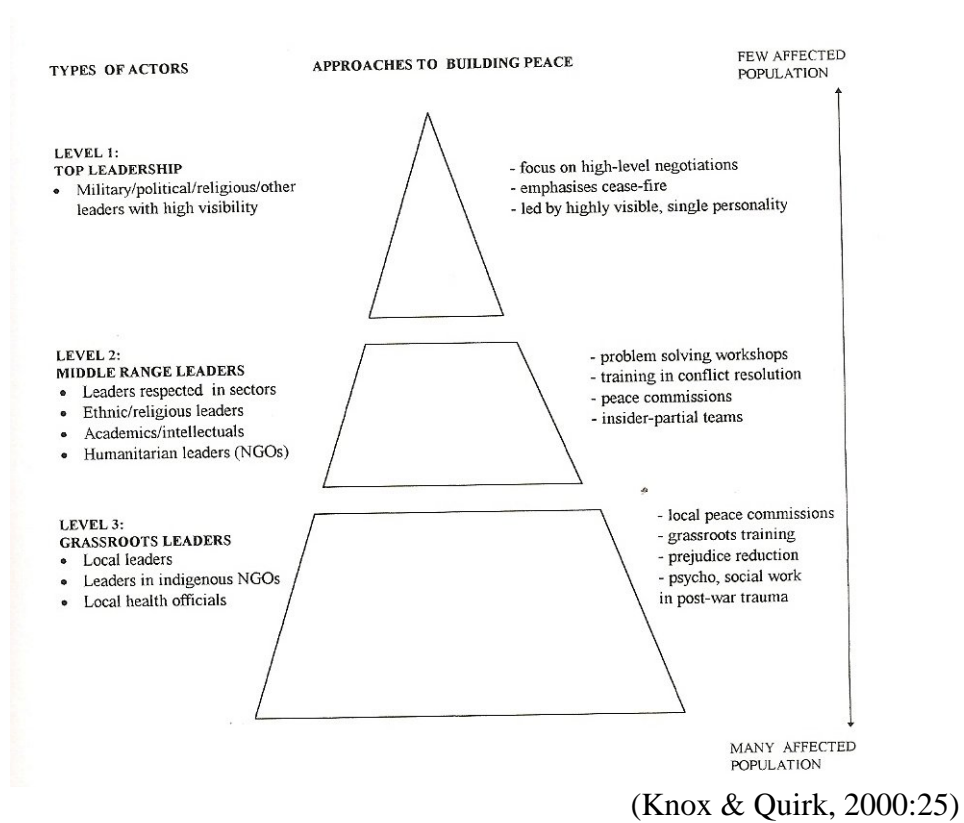 TYPES OF ACTORS
APPROACHES TO BUILDING PEACE
FEW AFFECTED
POPULATION
LEVEL 1:
TOP LEADERSHIP
• Military/political/religious/other
leaders with high visibility
- focus on high-level negotiations
- emphasises cease-fire
- led by highly visible, single personality
LEVEL 2:
MIDDLE RANGE LEADERS
• Leaders respected in sectors
• Ethnic/religious leaders
• Academics/intellectuals
• Humanitarian leaders (NGOs)
- problem solving workshops
- training in conflict resolution
- peace commissions
- insider-partial teams
LEVEL 3:
GRASSROOTS LEADERS
• Local leaders
• Leaders in indigenous NGOs
• Local health officials
- local peace commissions
- grassroots training
- prejudice reduction
- psycho, social work
in post-war trauma
MANY AFFECTED
POPULATION
(Knox & Quirk, 2000:25)